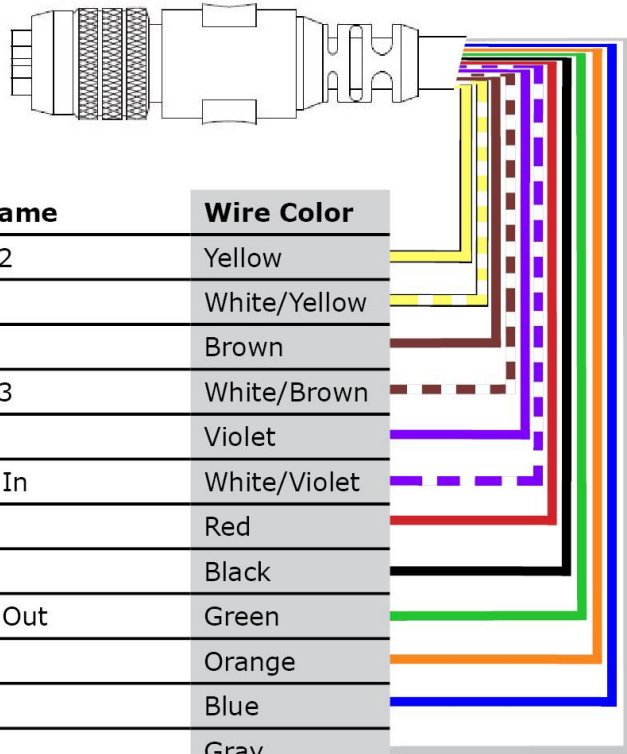 ame Wire Color
2 Yellow
White/Yellow
Brown
3 White/Brown
Violet
In White/Violet
Red
Black
Out Green
Orange
Blue
Gray